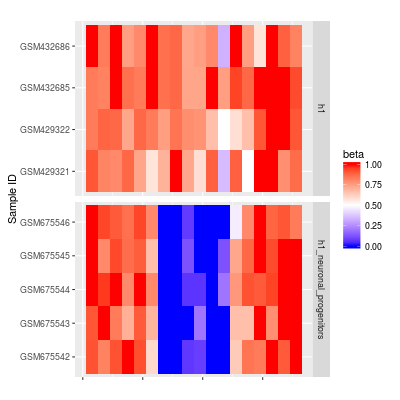 GSM432686
GSM432685
GSM429322
GSM429321
h1
GSM675546
GSM675545
GSM675544
GSM675543
GSM675542
h1_neuronal_progenitors
Sample ID
beta
1.00
0.75
0.50
0.25
0.00